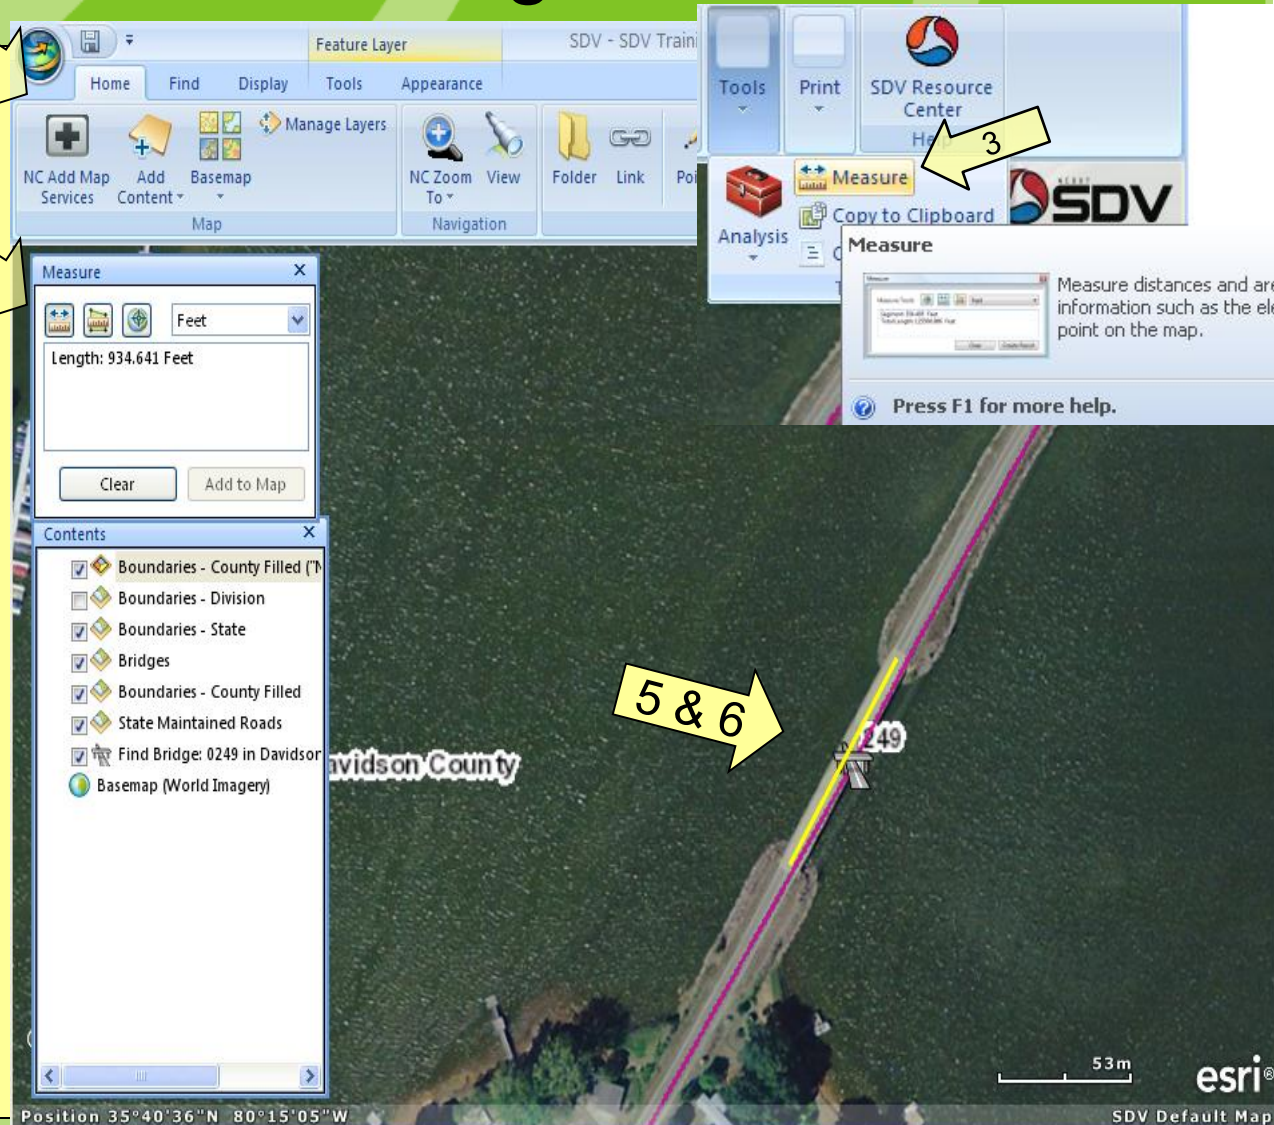 Feature Layer
SDV - SDV Traini
Home Find Display Tools Appearance
NC Add Map Services
Add Content
Basemap
Manage Layers
Map
NC Zoom To
View
Navigation
Folder Link Poi
Tools
Print
SDV Resource Center
Help
3
Measure
Copy to Clipboard
Analysis
SDV
Measure
Measure distances and are
information such as the ele
point on the map.
Press F1 for more help.
Measure
Feet
Length: 934.641 Feet
Clear Add to Map
Contents
Boundaries - County Filled ("N
Boundaries - Division
Boundaries - State
Bridges
Boundaries - County Filled
State Maintained Roads
Find Bridge: 0249 in Davidson
Basemap (World Imagery)
5 & 6
249
avidson County
53m
esri®
Position 35°40'36"N 80°15'05"W
SDV Default Map